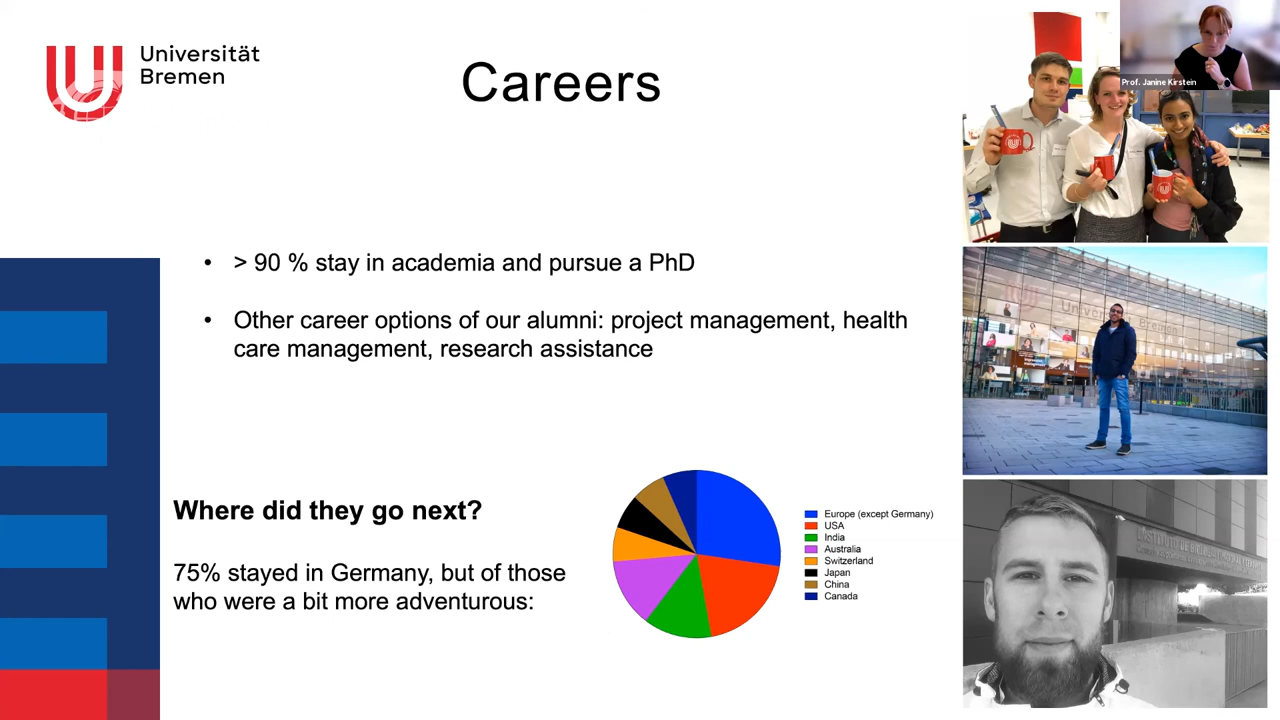 Universität
Bremen
Careers
Prof. Janine Kirstein
• > 90 % stay in academia and pursue a PhD
• Other career options of our alumni: project management, health
care management, research assistance
Universität Bremen
Where did they go next?
75% stayed in Germany, but of those
who were a bit more adventurous:
Europe (except Germany)
USA
India
Australia
Switzerland
Japan
China
Canada